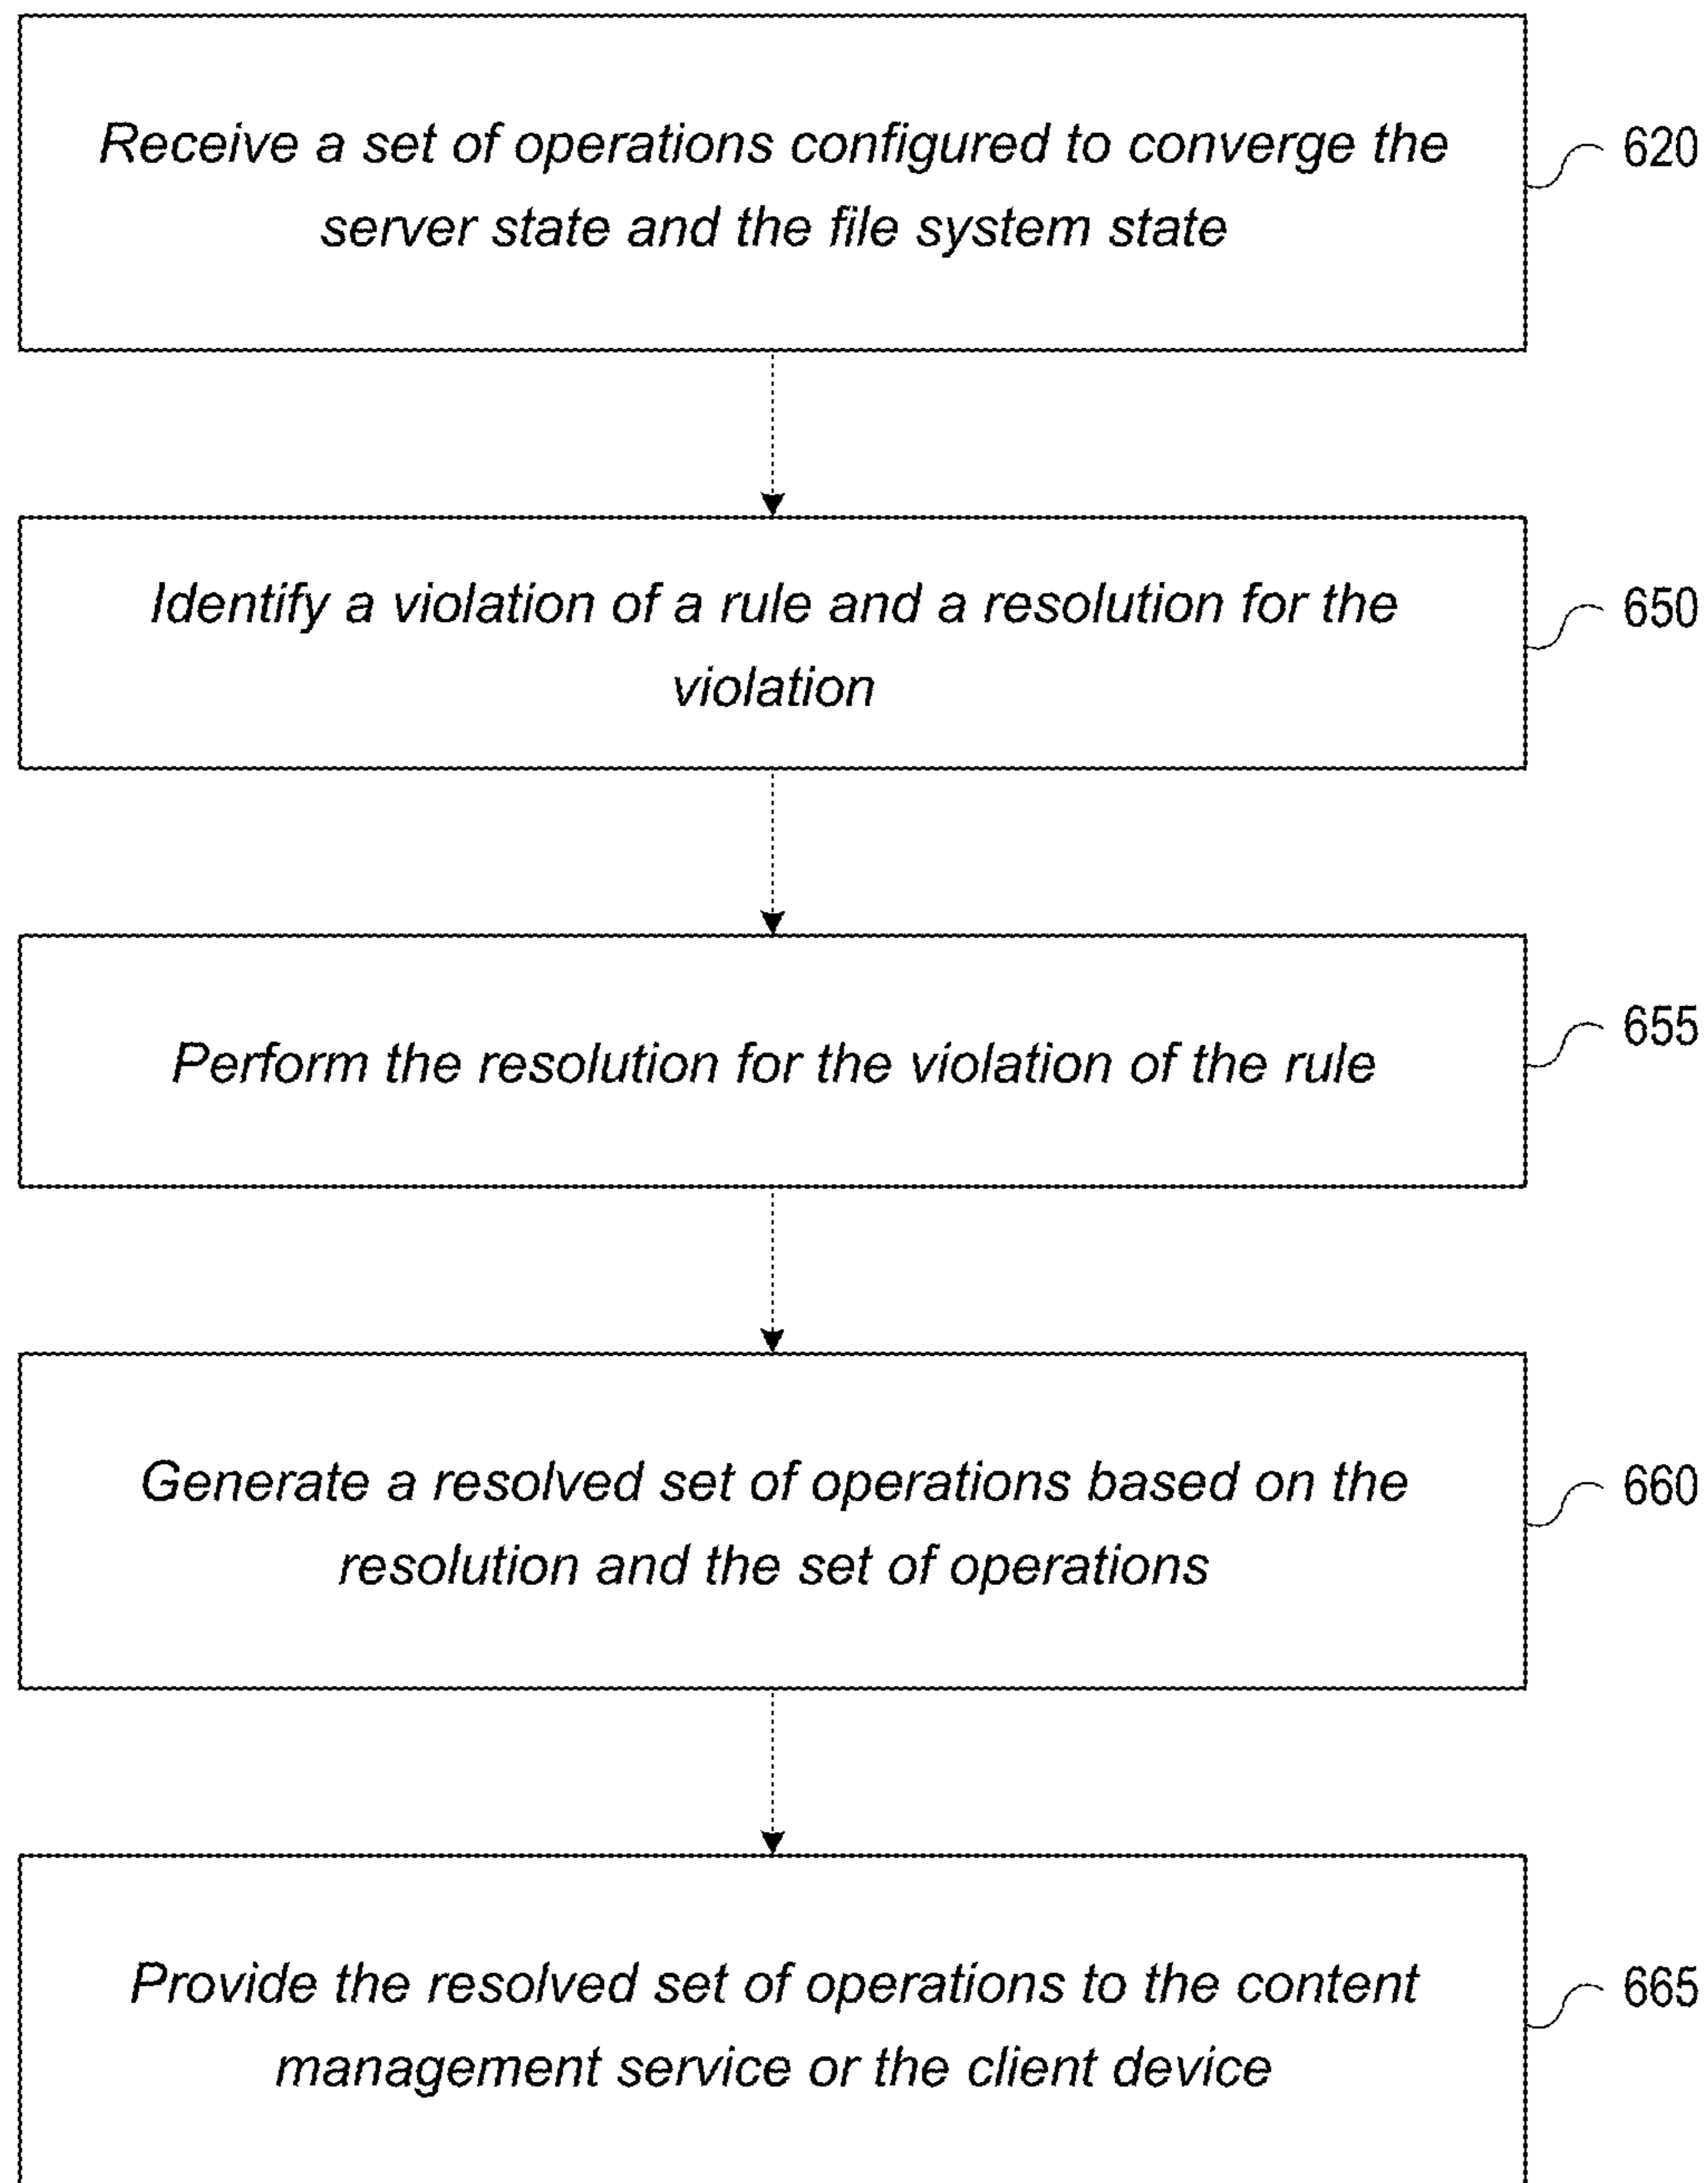 Receive a set of operations configured to converge the
server state and the file system state
620
Identify a violation of a rule and a resolution for the
violation
650
Perform the resolution for the violation of the rule
655
Generate a resolved set of operations based on the
resolution and the set of operations
660
Provide the resolved set of operations to the content
management service or the client device
665